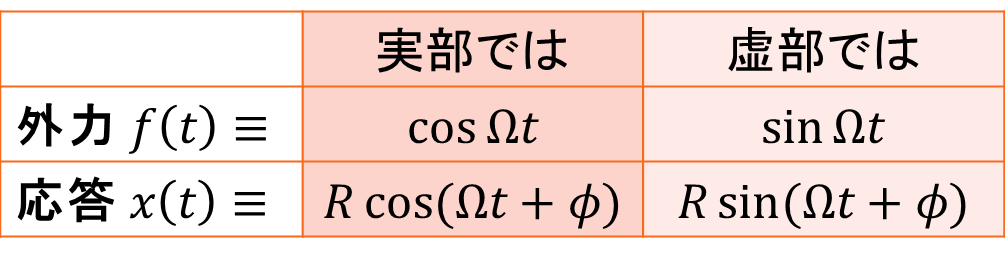 実部では 虚部では
外力 f(t) ≡ cos Ωt sin Ωt
応答 x(t) ≡ R cos(Ωt + ϕ) R sin(Ωt + ϕ)